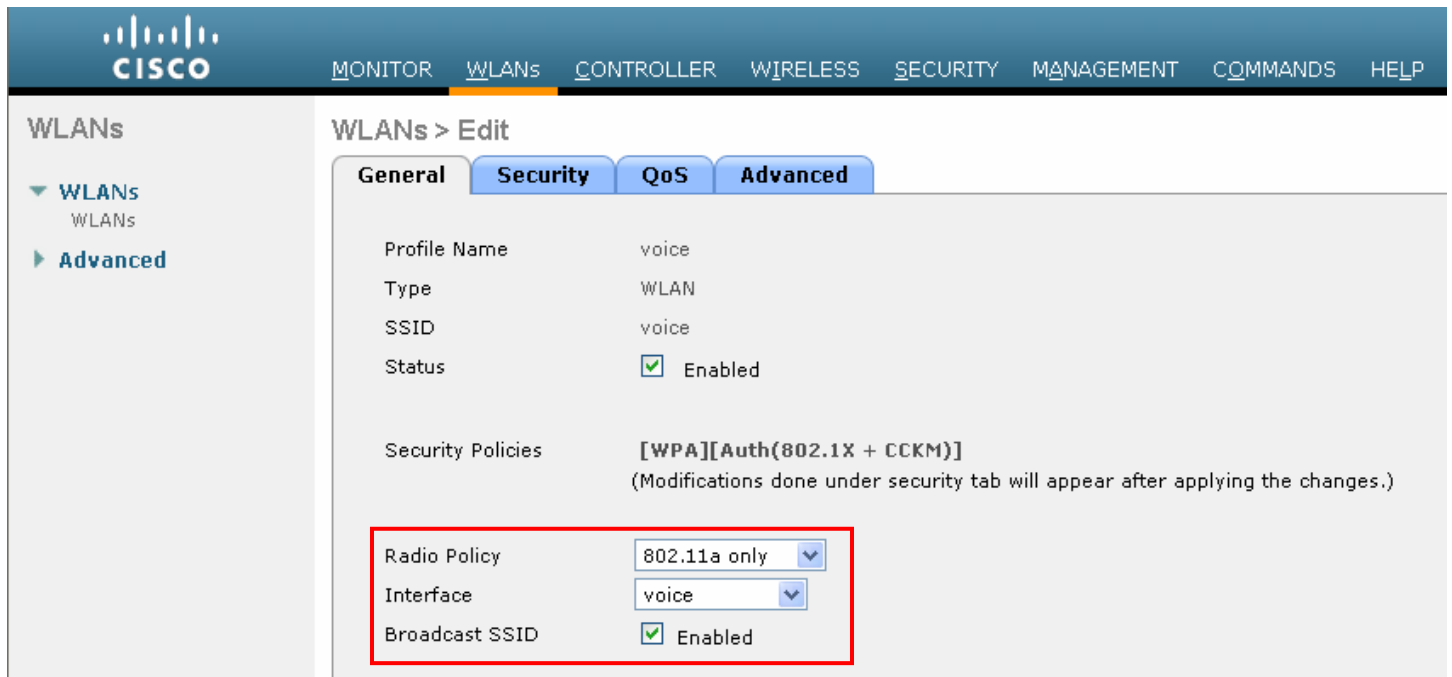 CISCO
MONITOR WLANs CONTROLLER WIRELESS SECURITY MANAGEMENT COMMANDS HELP
WLANs
WLANs
WLANs
Advanced
WLANs > Edit
General Security QoS Advanced
Profile Name voice
Type WLAN
SSID voice
Status Enabled
Security Policies [WPA][Auth(802.1X + CCKM)]
(Modifications done under security tab will appear after applying the changes.)
Radio Policy 802.11a only
Interface voice
Broadcast SSID Enabled